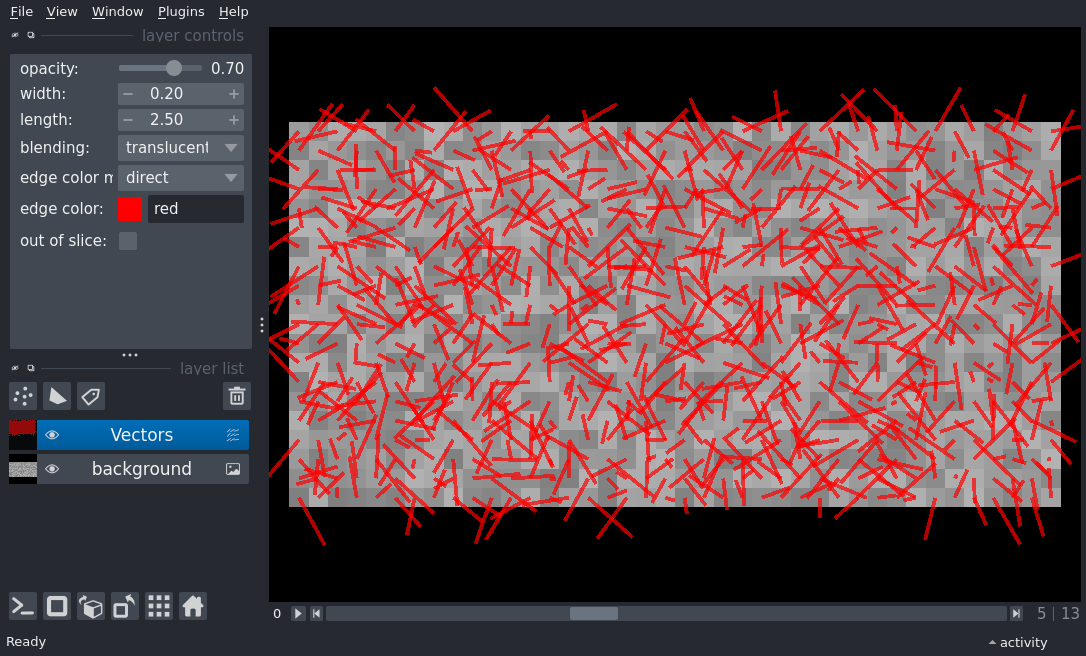 File View Window Plugins Help
layer controls
opacity: 0.70
width: 0.20
length: 2.50
blending: translucent
edge color m direct
edge color: red
out of slice:
layer list
Vectors
background
0 5 13
Ready activity